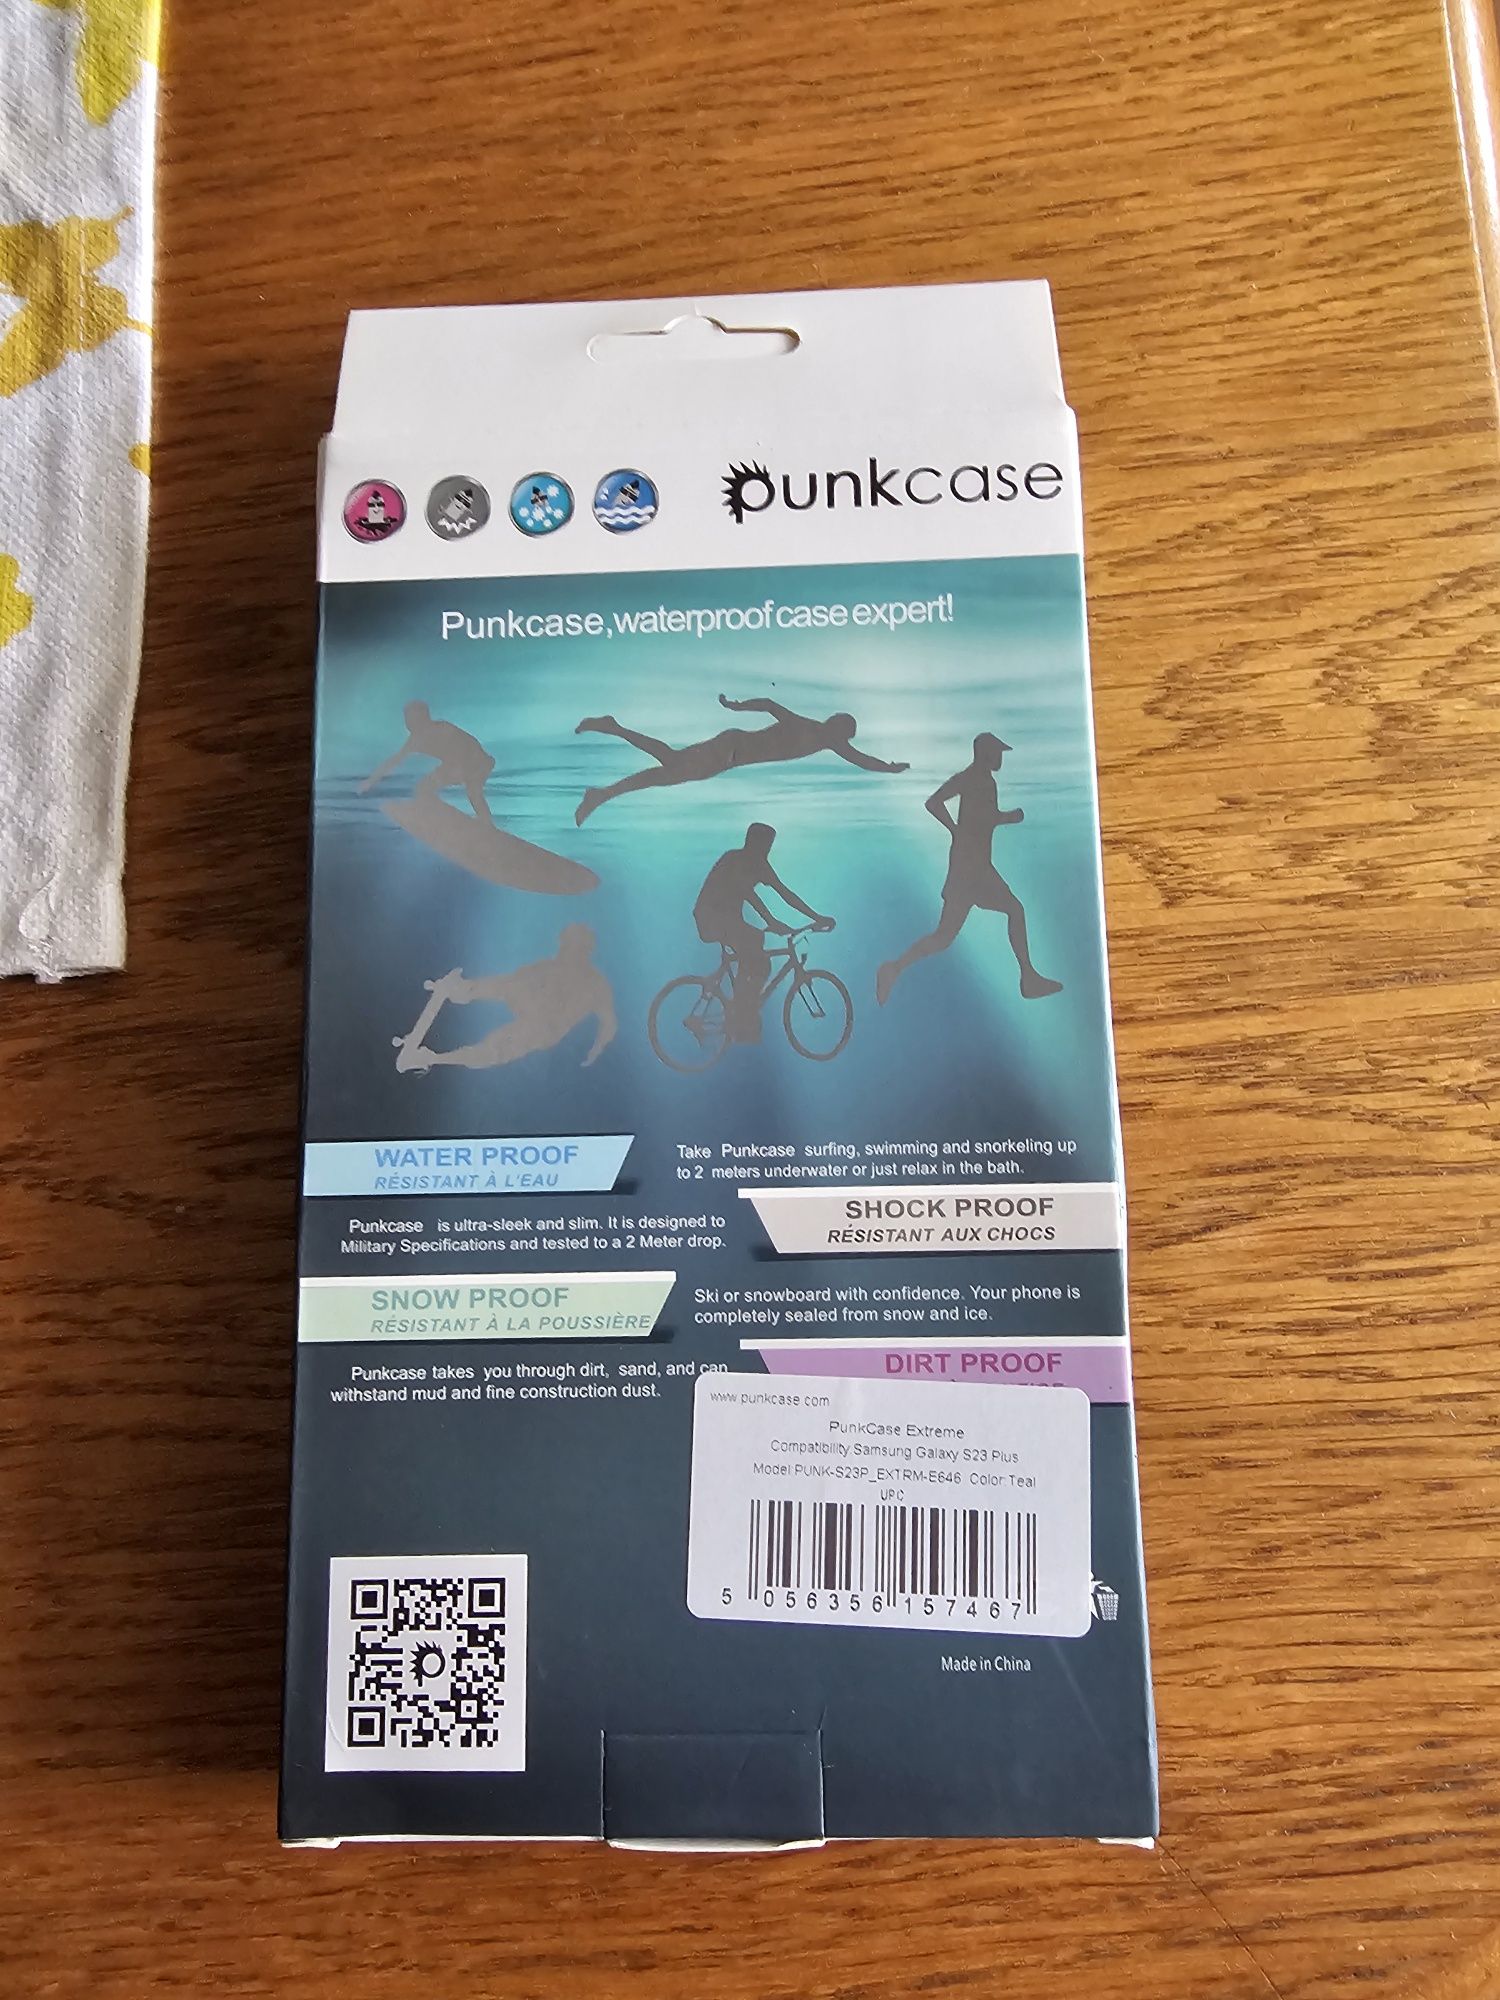 punkcase
Punkcase, waterproof case expert!
WATER PROOF
RÉSISTANT À L'EAU
Take Punkcase surfing, swimming and snorkeling up
to 2 meters underwater or just relax in the bath.
SHOCK PROOF
RÉSISTANT AUX CHOCS
Punkcase is ultra-sleek and slim. It is designed to
Military Specifications and tested to a 2 Meter drop.
SNOW PROOF
RÉSISTANT À LA POUSSIÈRE
Ski or snowboard with confidence. Your phone is
completely sealed from snow and ice.
DIRT PROOF
Punkcase takes you through dirt, sand, and can
withstand mud and fine construction dust.
www.punkcase.com
PunkCase Extreme
Compatibility:Samsung Galaxy S23 Plus
Model:PUNK-S23P_EXTRM-E646 Color:Teal
UPC
5 056356 157467
Made in China